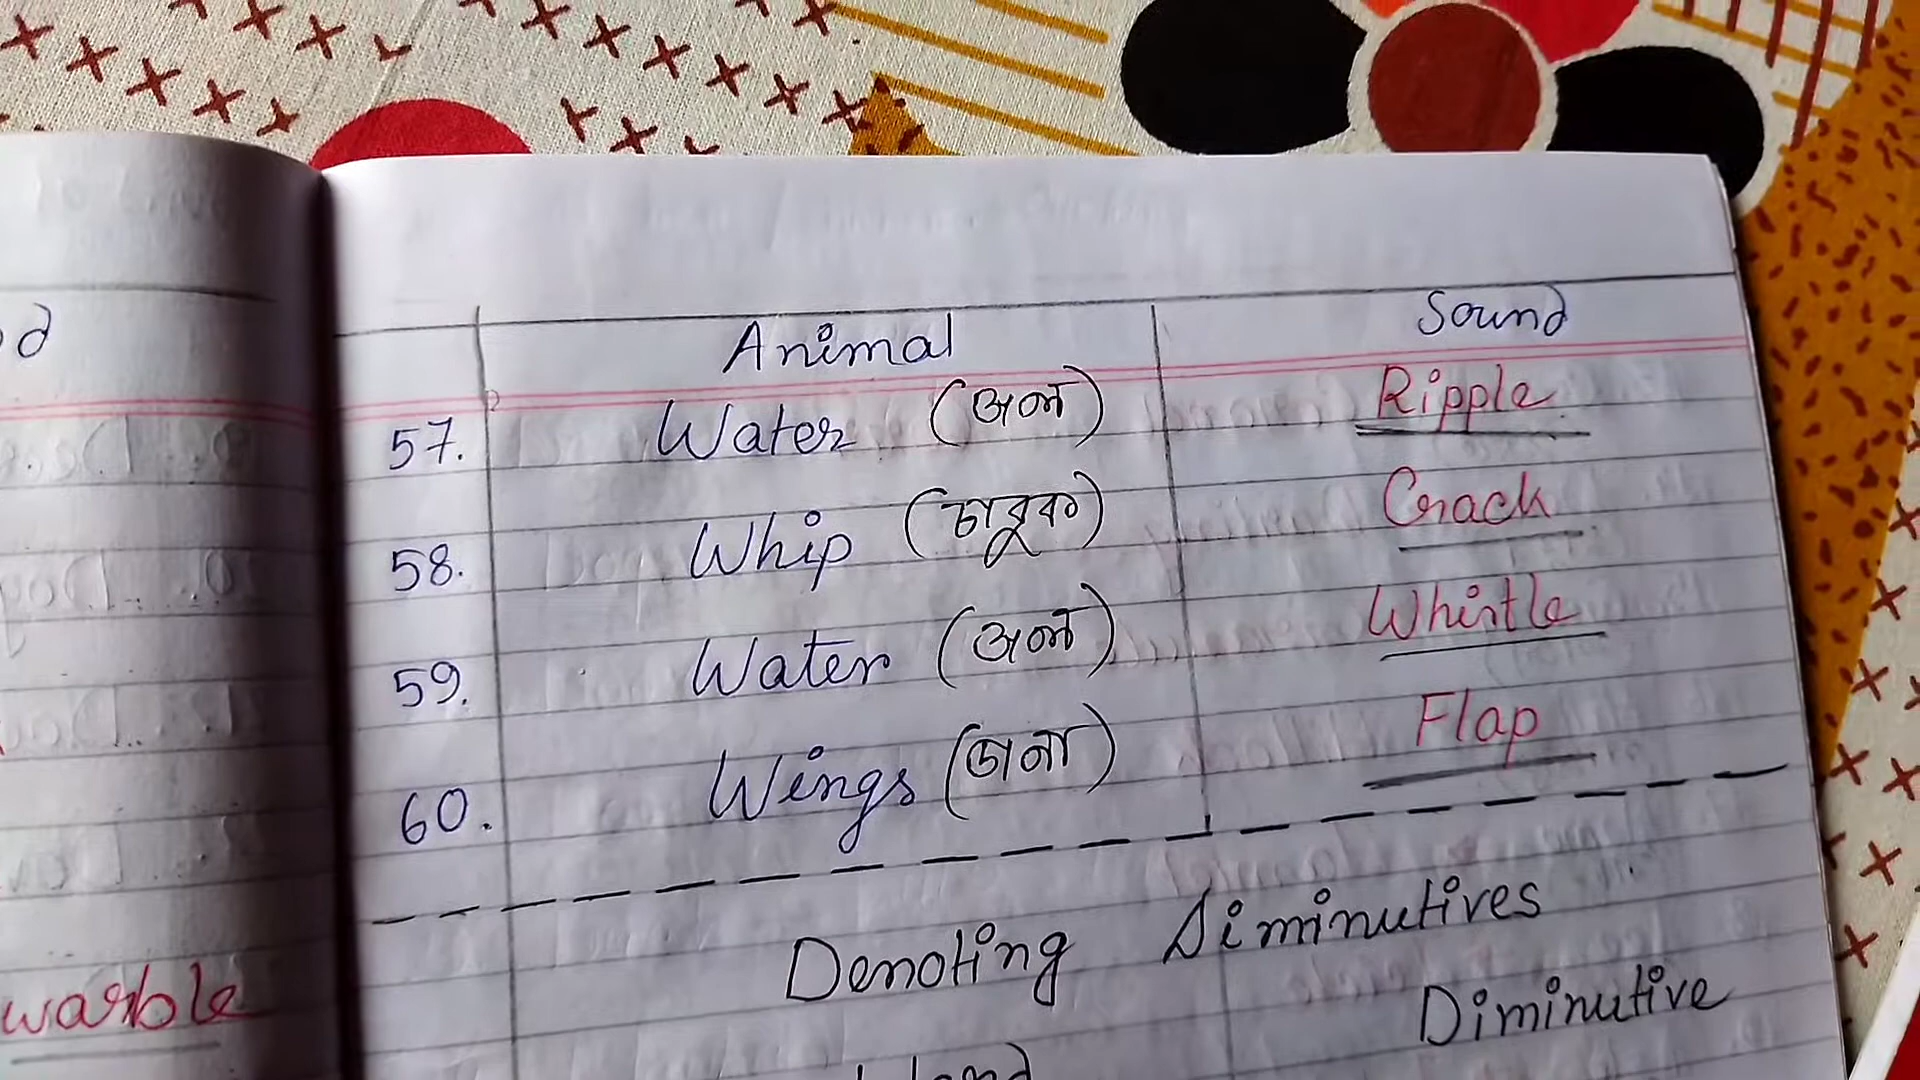 Animal Sound
57. Water (জল) Ripple
58. Whip (চাবুক) Crack
59. Water (জল) Whistle
60. Wings (ডানা) Flap
warble
Denoting Diminutives
Diminutive